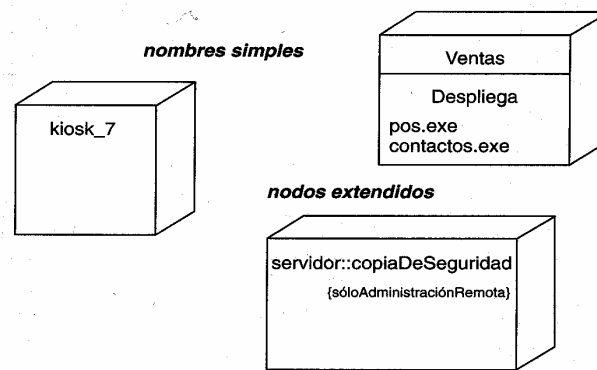 nombres simples
kiosk_7
Ventas
Despliega
pos.exe
contactos.exe
nodos extendidos
servidor::copiaDeSeguridad
{sóloAdministraciónRemota}